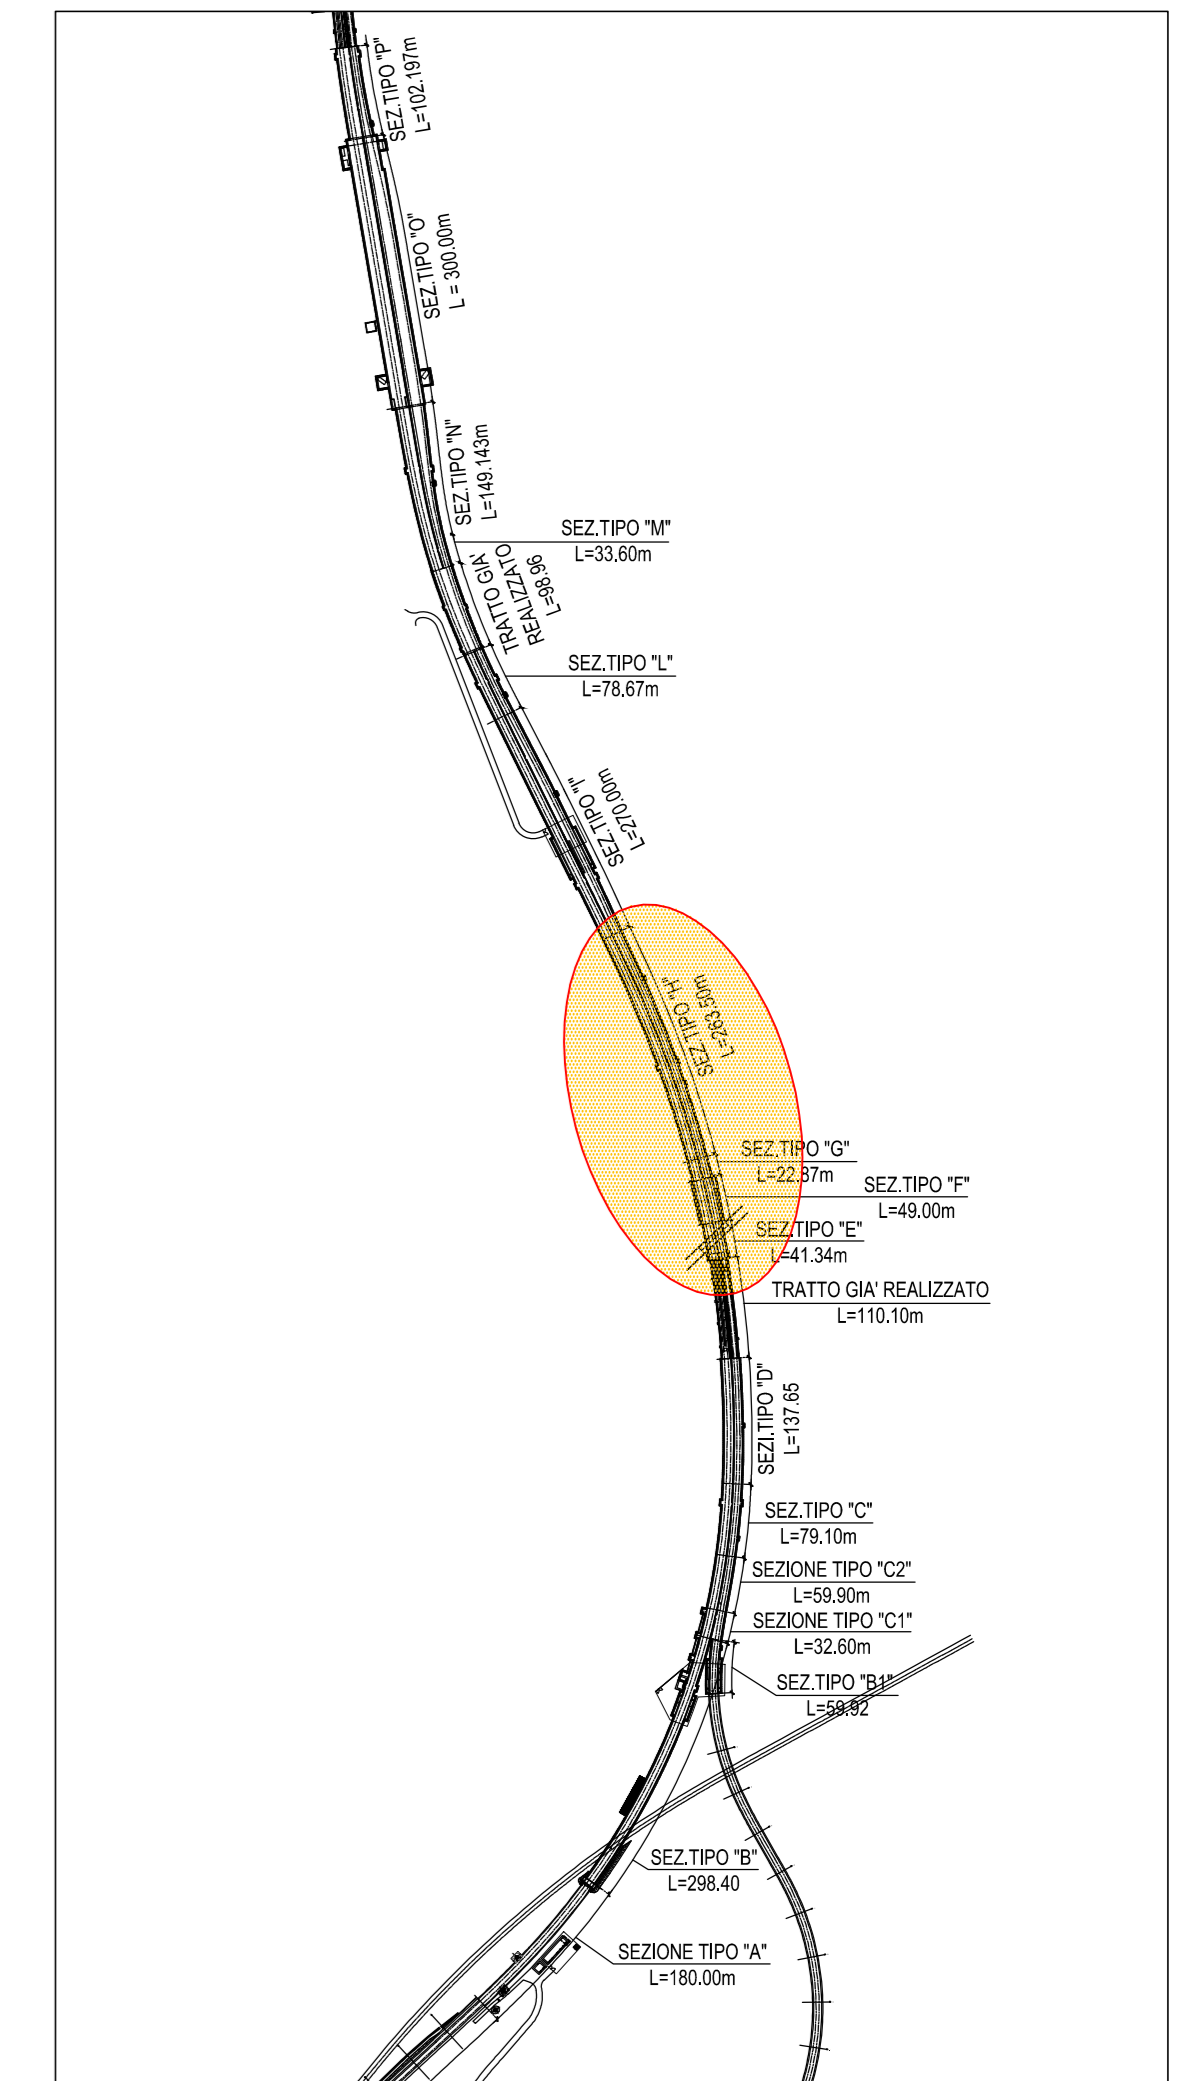 SEZ.TIPO "P"
L=102.197m
SEZ.TIPO "O"
L = 300.00m
SEZ.TIPO "N"
L=149.143m
SEZ.TIPO "M"
L=33.60m
TRATTO GIA'
REALIZZATO
L=98.96
SEZ.TIPO "L"
L=78.67m
SEZ.TIPO "I"
L=270.00m
SEZ.TIPO "H"
L=263.50m
SEZ.TIPO "G"
L=22.87m
SEZ.TIPO "F"
L=49.00m
SEZ.TIPO "E"
L=41.34m
TRATTO GIA' REALIZZATO
L=110.10m
SEZI.TIPO "D"
L=137.65
SEZ.TIPO "C"
L=79.10m
SEZIONE TIPO "C2"
L=59.90m
SEZIONE TIPO "C1"
L=32.60m
SEZ.TIPO "B1"
L=59.92
SEZ.TIPO "B"
L=298.40
SEZIONE TIPO "A"
L=180.00m